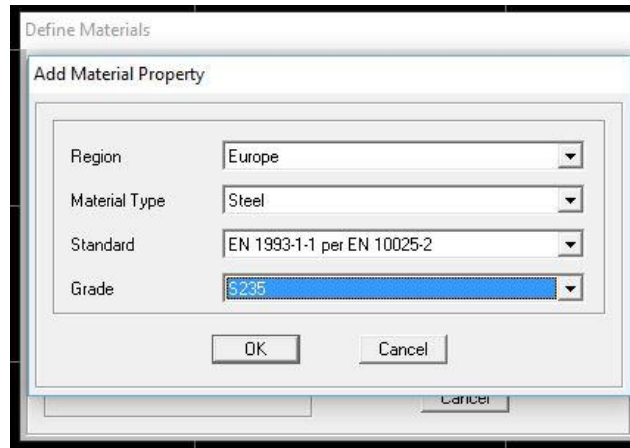 Define Materials
Add Material Property
Region Europe
Material Type Steel
Standard EN 1993-1-1 per EN 10025-2
Grade S235
OK Cancel
Cancel